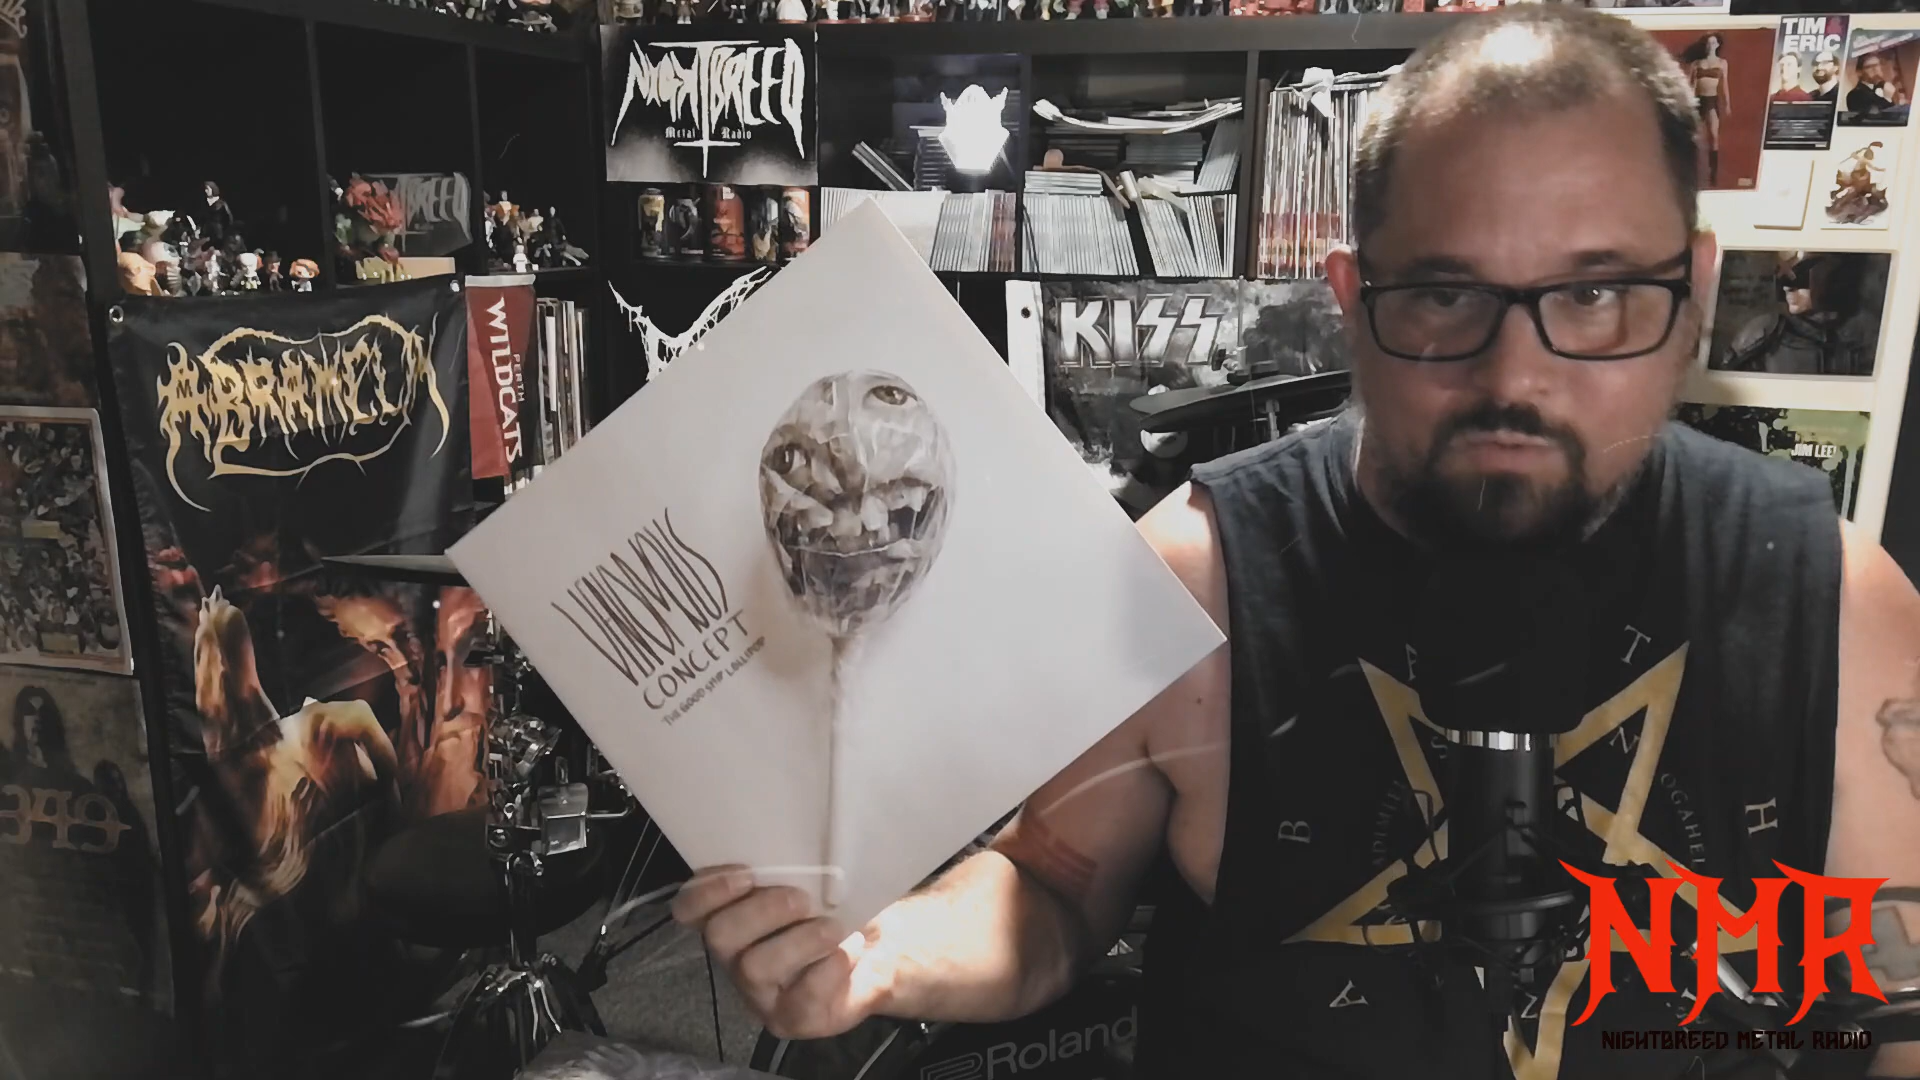 TIM &
ERIC
NIGHTBREED
Metal Radio
BREED
KISS
ABRAMELIN
PERTH
WILDCATS
JIM LEE!
VENOMOUS
CONCEPT
THE GOOD SHIP LOLLIPOP
T
N
S
B
H
A
N
Roland
NMR
NIGHTBREED METAL RADIO